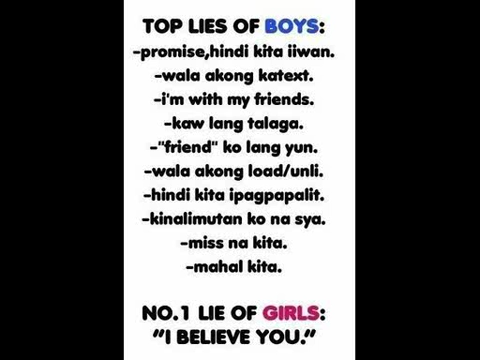 TOP LIES OF BOYS:
-promise,hindi kita iiwan.
-wala akong katext.
-i'm with my friends.
-kaw lang talaga.
-"friend" ko lang yun.
-wala akong load/unli.
-hindi kita ipagpapalit.
-kinalimutan ko na sya.
-miss na kita.
-mahal kita.
NO.1 LIE OF GIRLS:
"I BELIEVE YOU."